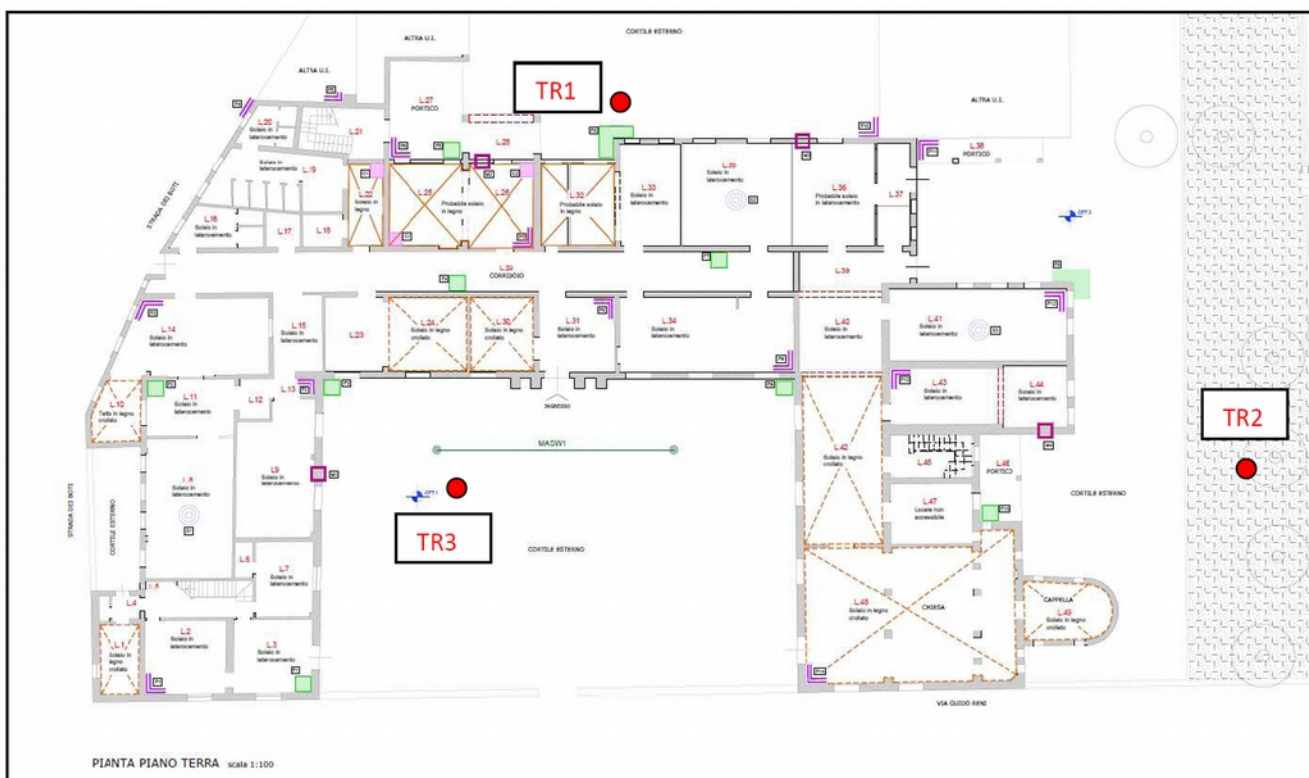 ALTRA U.I.
CORTILE ESTERNO
ALTRA U.I.
TR1
L.27
PORTICO
ALTRA U.I.
L.20
Solaio in
laterocemento
L.21
L.28
L.38
PORTICO
STRADA DEI BOTI
Solaio in
laterocemento
L.19
L.22
Solaio in
legno
L.25
Probabile solaio
in legno
L.26
L.32
Probabile solaio
in legno
L.33
Solaio in
laterocemento
L.35
Solaio in
laterocemento
L.36
Probabile solaio
in laterocemento
L.37
L.16
Solaio in
laterocemento
L.17
L.18
CPT2
L.29
CORRIDOIO
L.39
L.14
Solaio in
laterocemento
L.15
Solaio in
laterocemento
L.23
L.24
Solaio in legno
crollato
L.30
Solaio in legno
crollato
L.31
Solaio in
laterocemento
L.34
Solaio in laterocemento
L.40
Solaio in
laterocemento
L.41
Solaio in
laterocemento
L.10
Tetto in legno
crollato
L.11
Solaio in
laterocemento
L.12
L.13
INGRESSO
L.43
Solaio in
laterocemento
L.44
Solaio in
laterocemento
TR2
MASW1
L.42
Solaio in legno
crollato
L.9
Solaio in
laterocemento
L.8
Solaio in
laterocemento
L.45
L.46
PORTICO
CPT1
L.47
Locale non
accessibile
CORTILE ESTERNO
STRADA DEI BOTI
CORTILE ESTERNO
TR3
CORTILE ESTERNO
L.6
L.7
Solaio in
laterocemento
L.5
L.4
L.48
Solaio in legno
crollato
CHIESA
CAPPELLA
L.49
Solaio in legno
crollato
L.1
Solaio in
legno
crollato
L.2
Solaio in
laterocemento
L.3
Solaio in
laterocemento
VIA GUIDO RENI
PIANTA PIANO TERRA scala 1:100